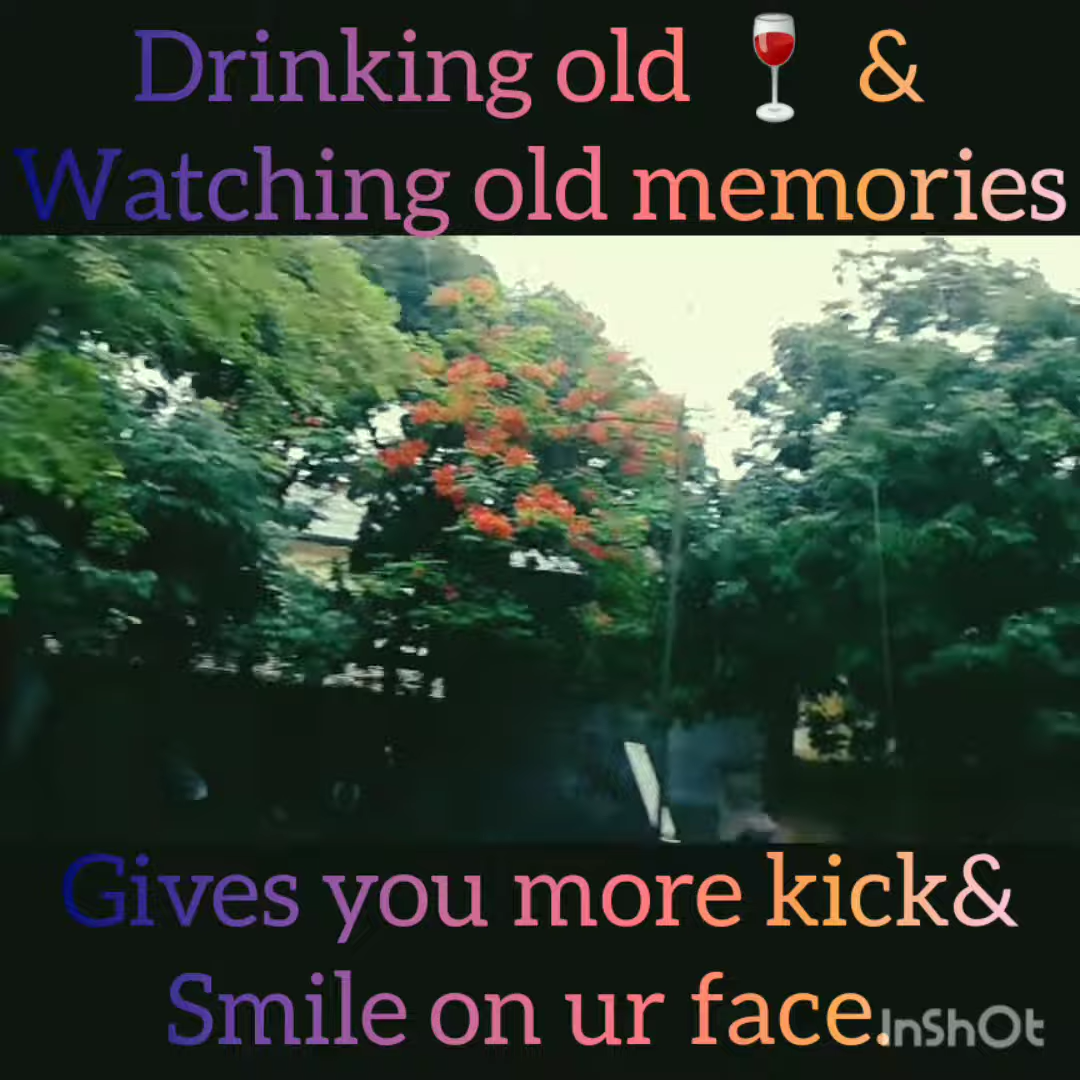 Drinking old 🍷 &
Watching old memories
Gives you more kick&
Smile on ur face.
InShOt